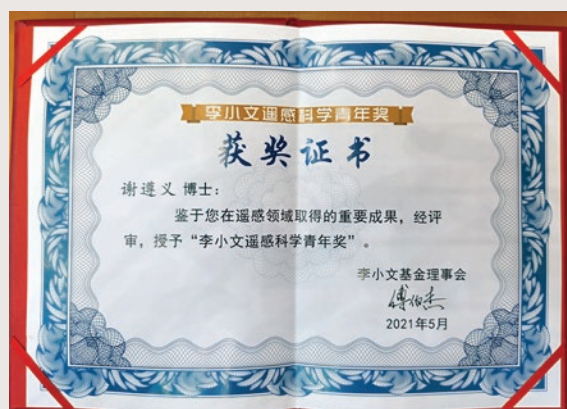 李小文遥感科学青年奖
获奖证书
谢遵义 博士：
鉴于您在遥感领域取得的重要成果，经评
审，授予“李小文遥感科学青年奖”。
李小文基金理事会
傅伯杰
2021年5月